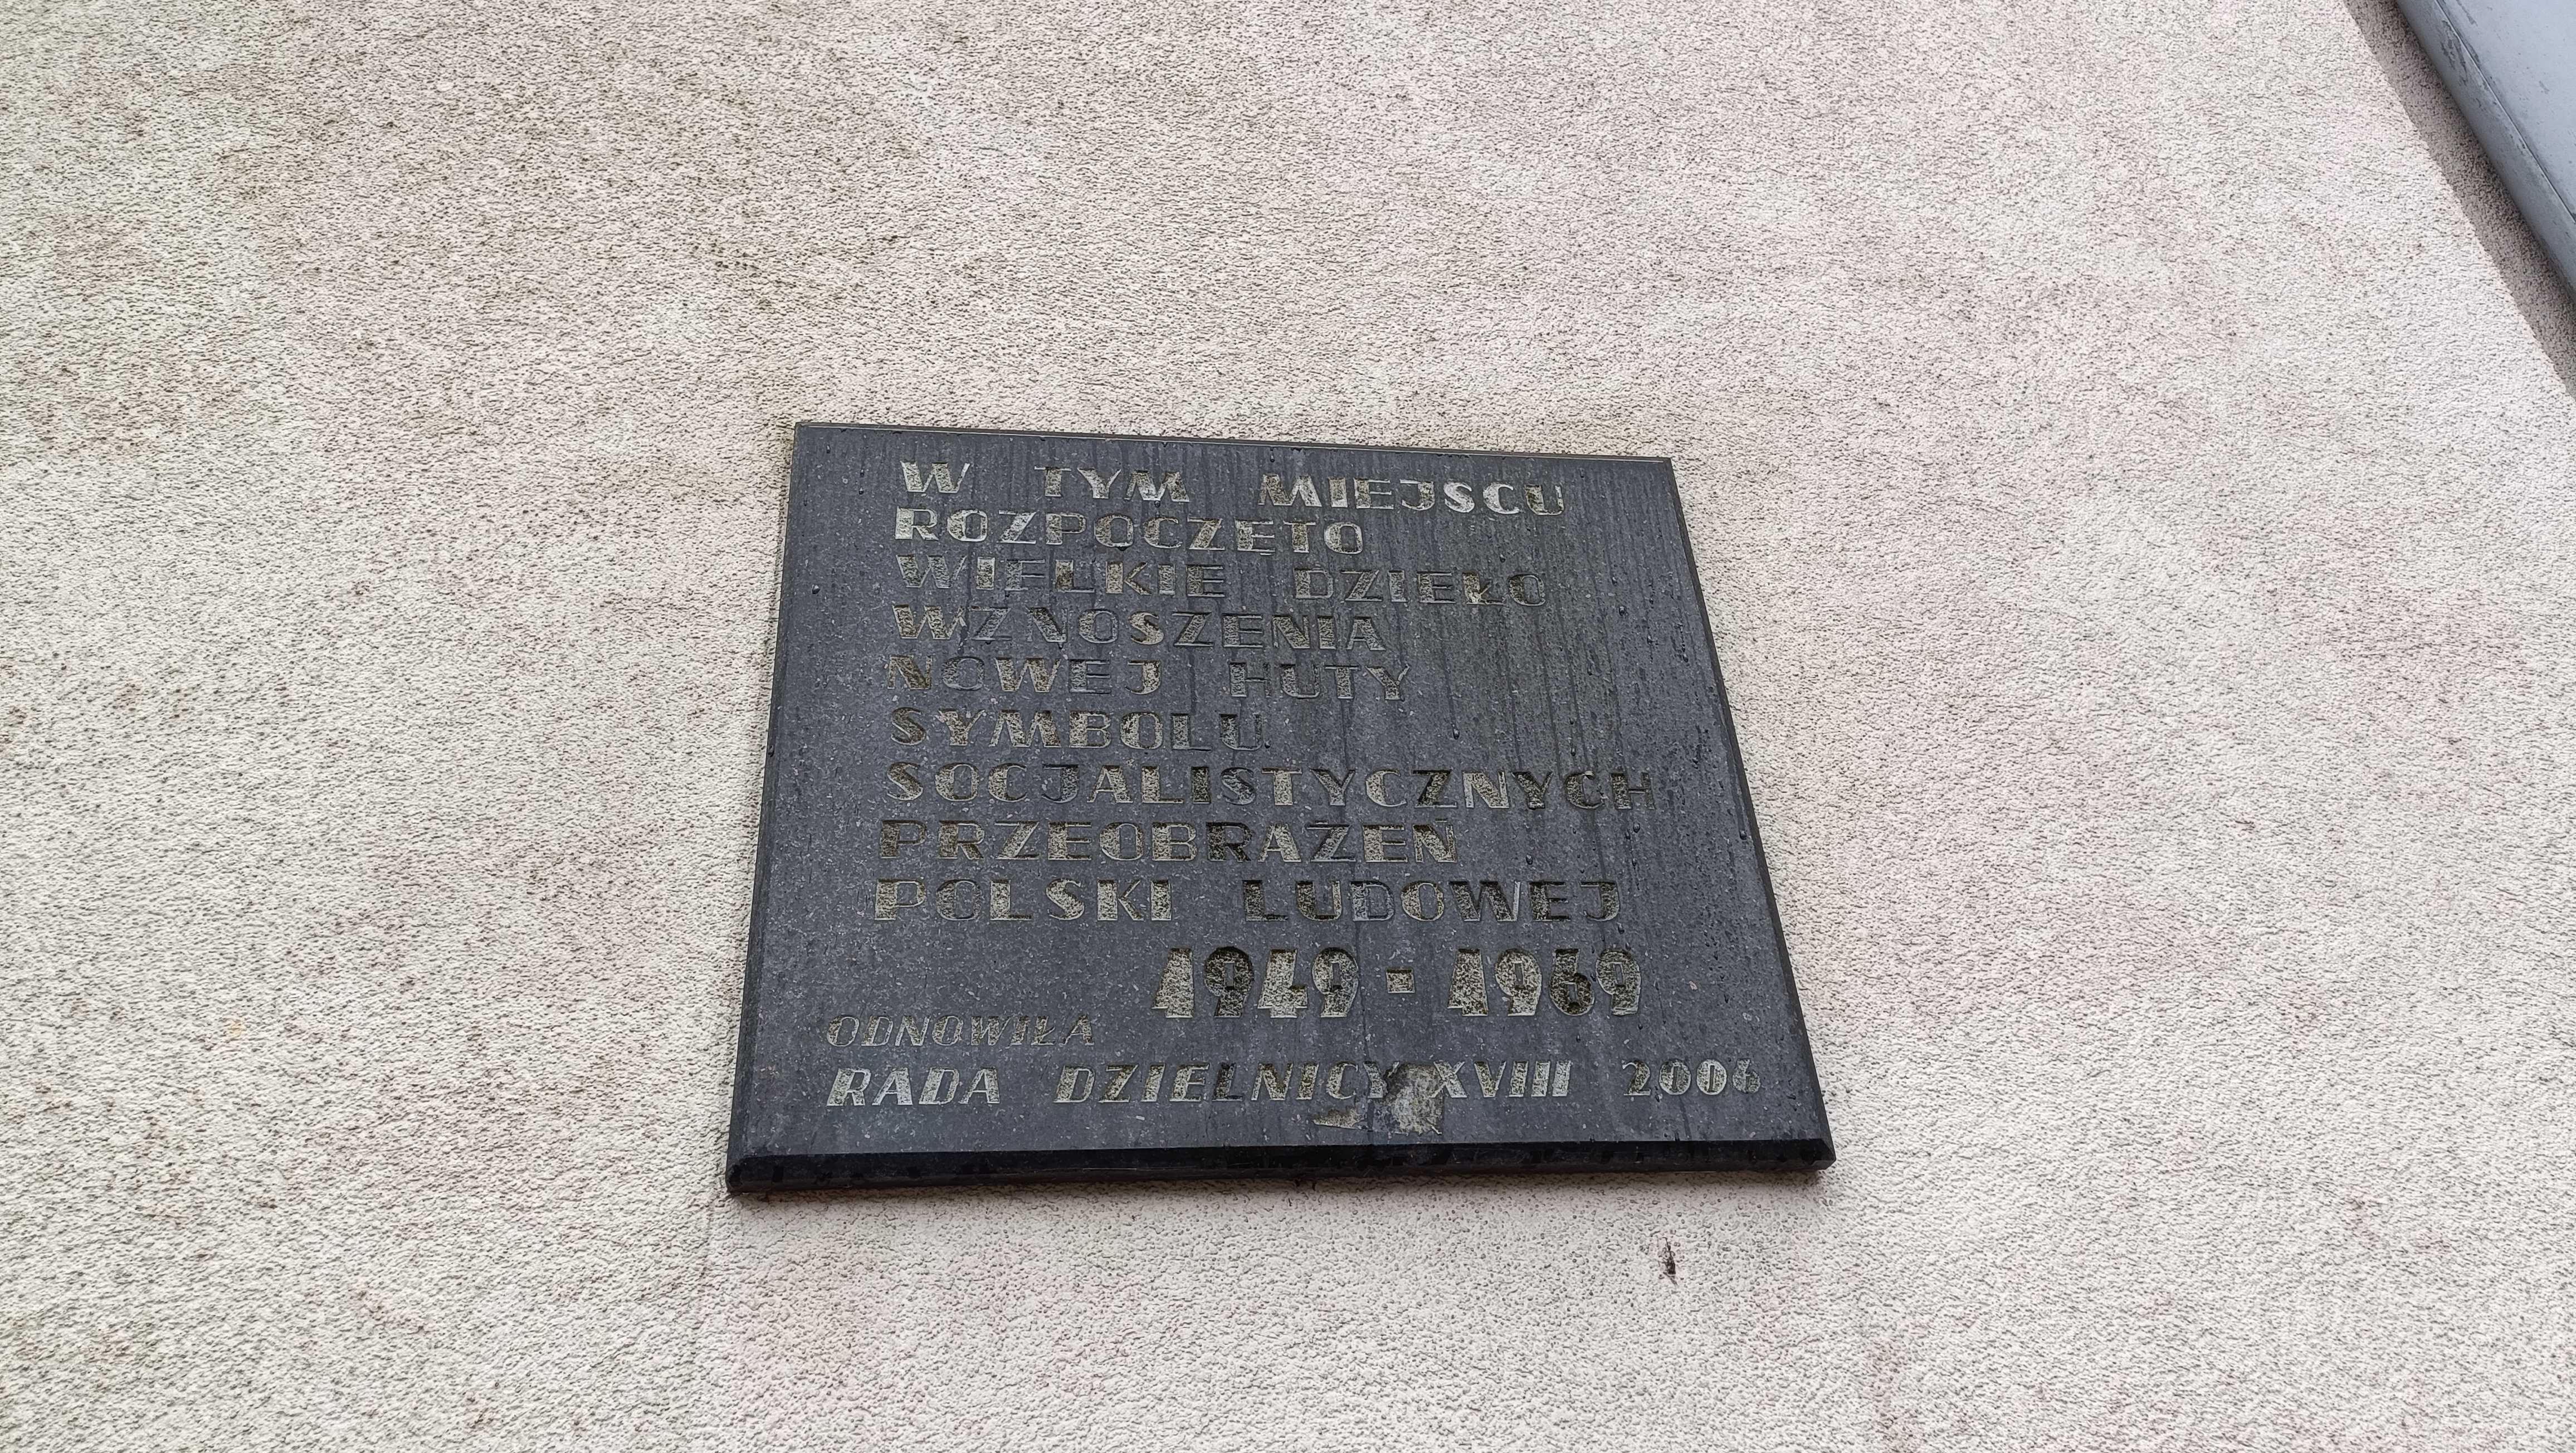 W TYM MIEJSCU
ROZPOCZĘTO
WIELKIE DZIEŁO
WZNOSZENIA
NOWEJ HUTY
SYMBOLU
SOCJALISTYCZNYCH
PRZEOBRAŻEŃ
POLSKI LUDOWEJ
1949 - 1969
ODNOWIŁA
RADA DZIELNICY XVIII 2006